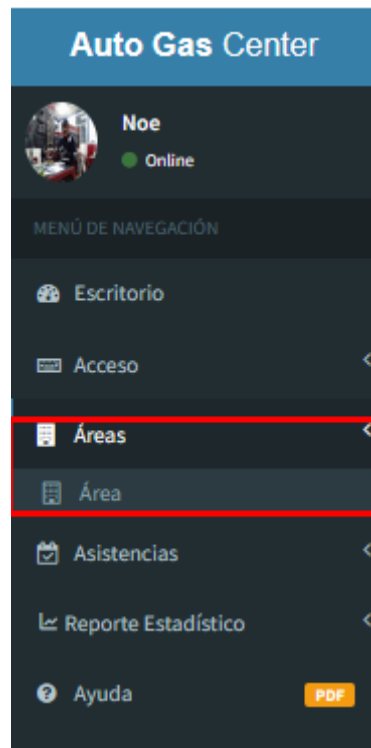 Auto Gas Center
Noe
Online
MENÚ DE NAVEGACIÓN
Escritorio
Acceso
Áreas
Área
Asistencias
Reporte Estadístico
Ayuda PDF